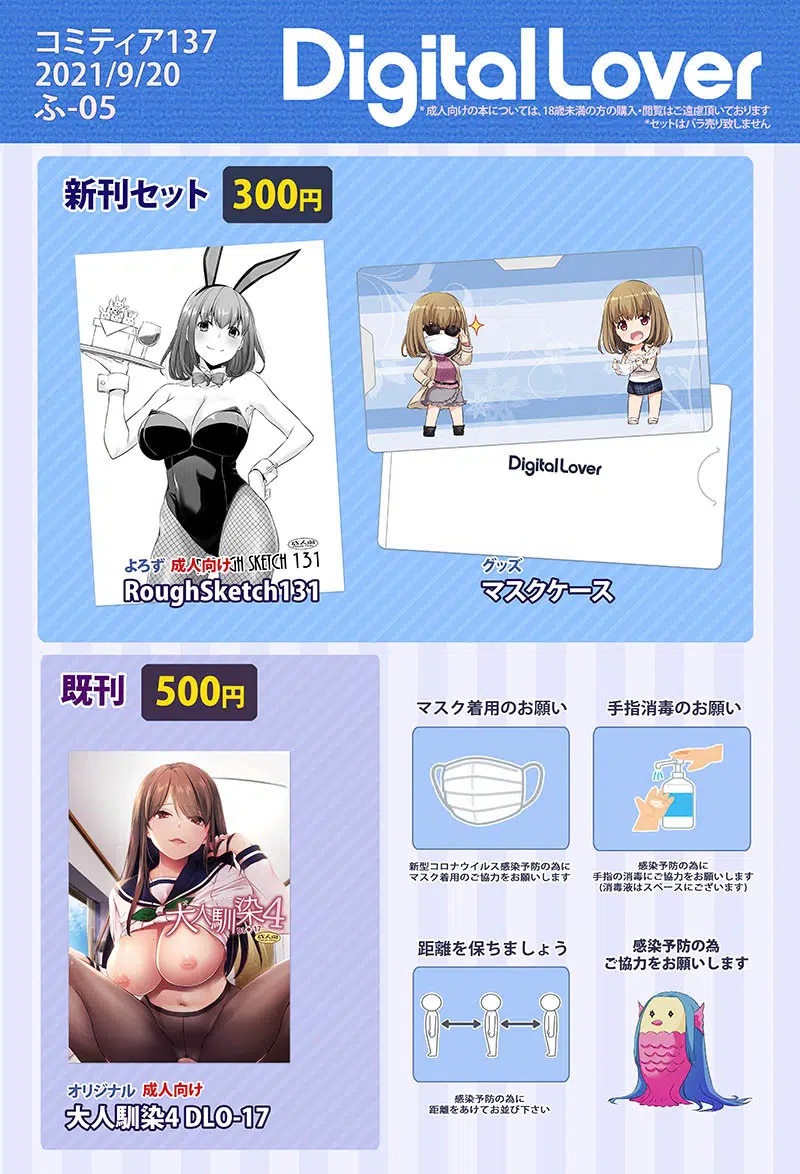 コミティア137
2021/9/20
ふ-05
Digital Lover
*成人向けの本については、18歳未満の方の購入・閲覧はご遠慮頂いております
*セットはバラ売り致しません
新刊セット 300円
成人向
GH SKETCH 131
よろず 成人向け
RoughSketch131
Digital Lover
グッズ
マスクケース
既刊 500円
大人馴染4
DLO-17
成人向
オリジナル 成人向け
大人馴染4 DLO-17
マスク着用のお願い
新型コロナウイルス感染予防の為に
マスク着用のご協力をお願いします
手指消毒のお願い
感染予防の為に
手指の消毒にご協力をお願いします
(消毒液はスペースにございます)
距離を保ちましょう
感染予防の為に
距離をあけてお並び下さい
感染予防の為
ご協力をお願いします